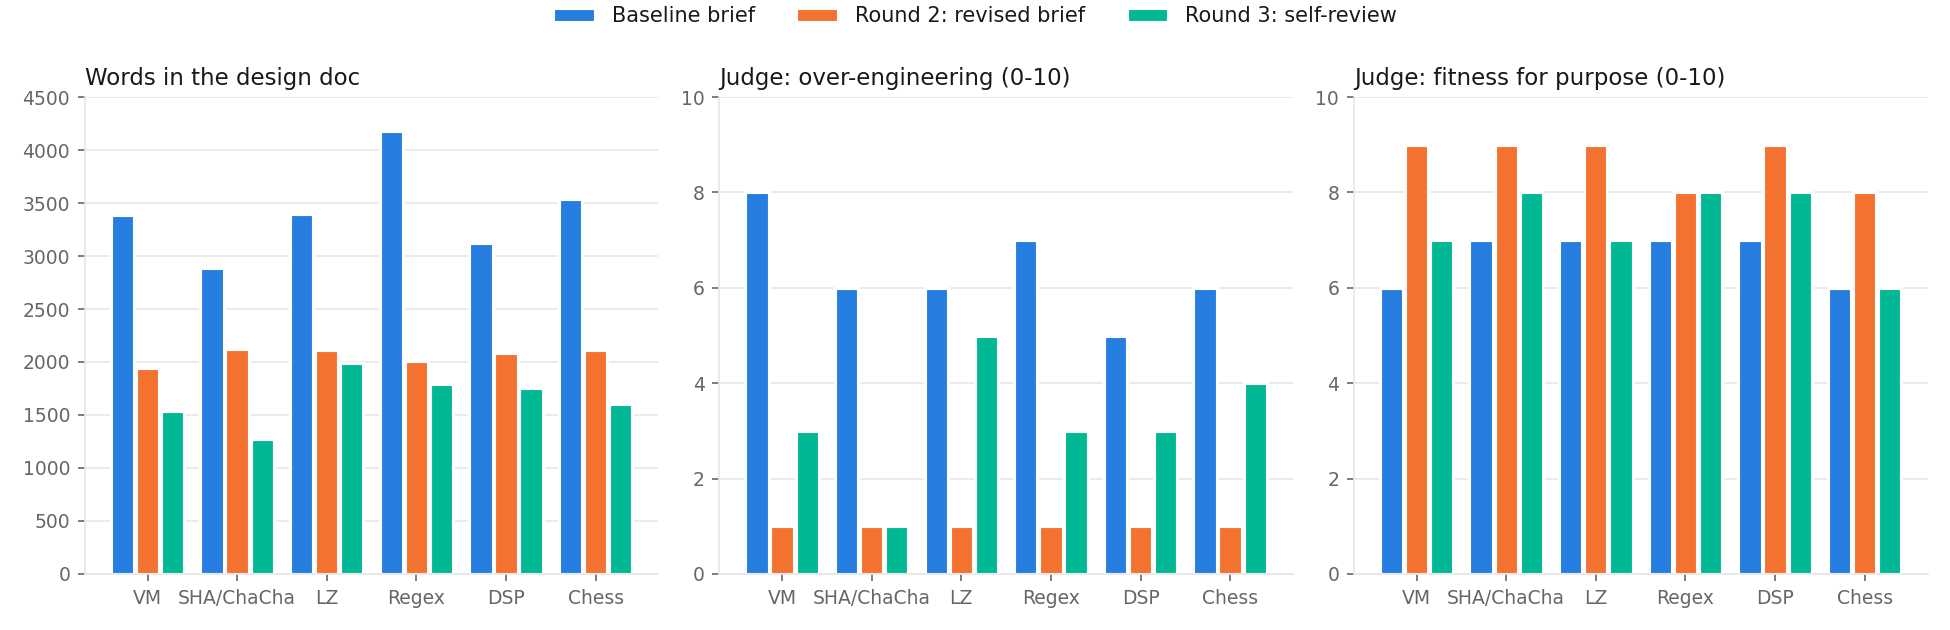 Baseline brief
Round 2: revised brief
Round 3: self-review
Words in the design doc
4500
4000
3500
3000
2500
2000
1500
1000
500
0
VM
SHA/ChaCha
LZ
Regex
DSP
Chess
Judge: over-engineering (0-10)
10
8
6
4
2
0
VM
SHA/ChaCha
LZ
Regex
DSP
Chess
Judge: fitness for purpose (0-10)
10
8
6
4
2
0
VM
SHA/ChaCha
LZ
Regex
DSP
Chess